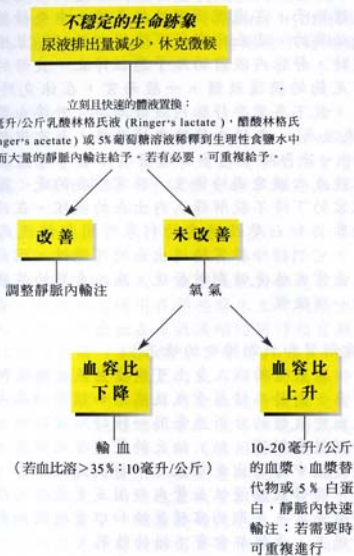 不穩定的生命跡象
尿液排出量減少,休克徵候
立刻且快速的體液置換:
毫升/公斤乳酸林格氏液(Ringer's lactate),醋酸林格氏
nger's acetate)或5%葡萄糖溶液稀釋到生理性食鹽水中
而大量的靜脈內輸注給予。若有必要,可重複給予。
改善
未改善
調整靜脈內輸注
氧氣
血容比
下降
血容比
上升
輸血
(若血比溶>35%:10毫升/公斤)
10-20毫升/公斤
的血漿、血漿替
代物或5%白蛋
白,靜脈內快速
輸注;若需要時
可重複進行